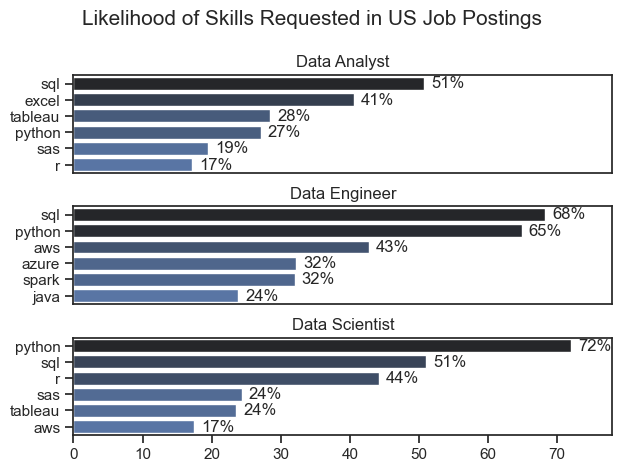 Likelihood of Skills Requested in US Job Postings
Data Analyst
sql 51%
excel 41%
tableau 28%
python 27%
sas 19%
r 17%
Data Engineer
sql 68%
python 65%
aws 43%
azure 32%
spark 32%
java 24%
Data Scientist
python 72%
sql 51%
r 44%
sas 24%
tableau 24%
aws 17%
0 10 20 30 40 50 60 70